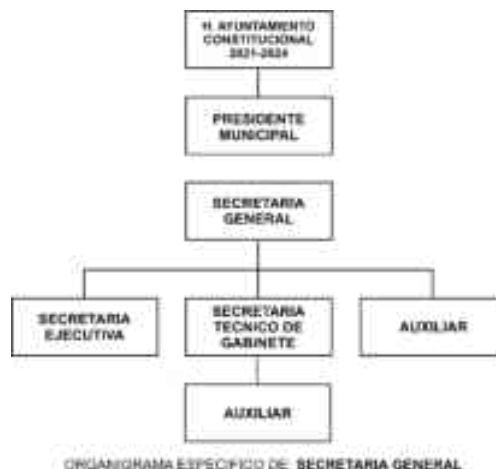 H. AYUNTAMIENTO
CONSTITUCIONAL
2021-2024
PRESIDENTE
MUNICIPAL
SECRETARIA
GENERAL
SECRETARIA
EJECUTIVA
SECRETARIA
TECNICO DE
GABINETE
AUXILIAR
AUXILIAR
ORGANIGRAMA ESPECIFICO DE SECRETARIA GENERAL